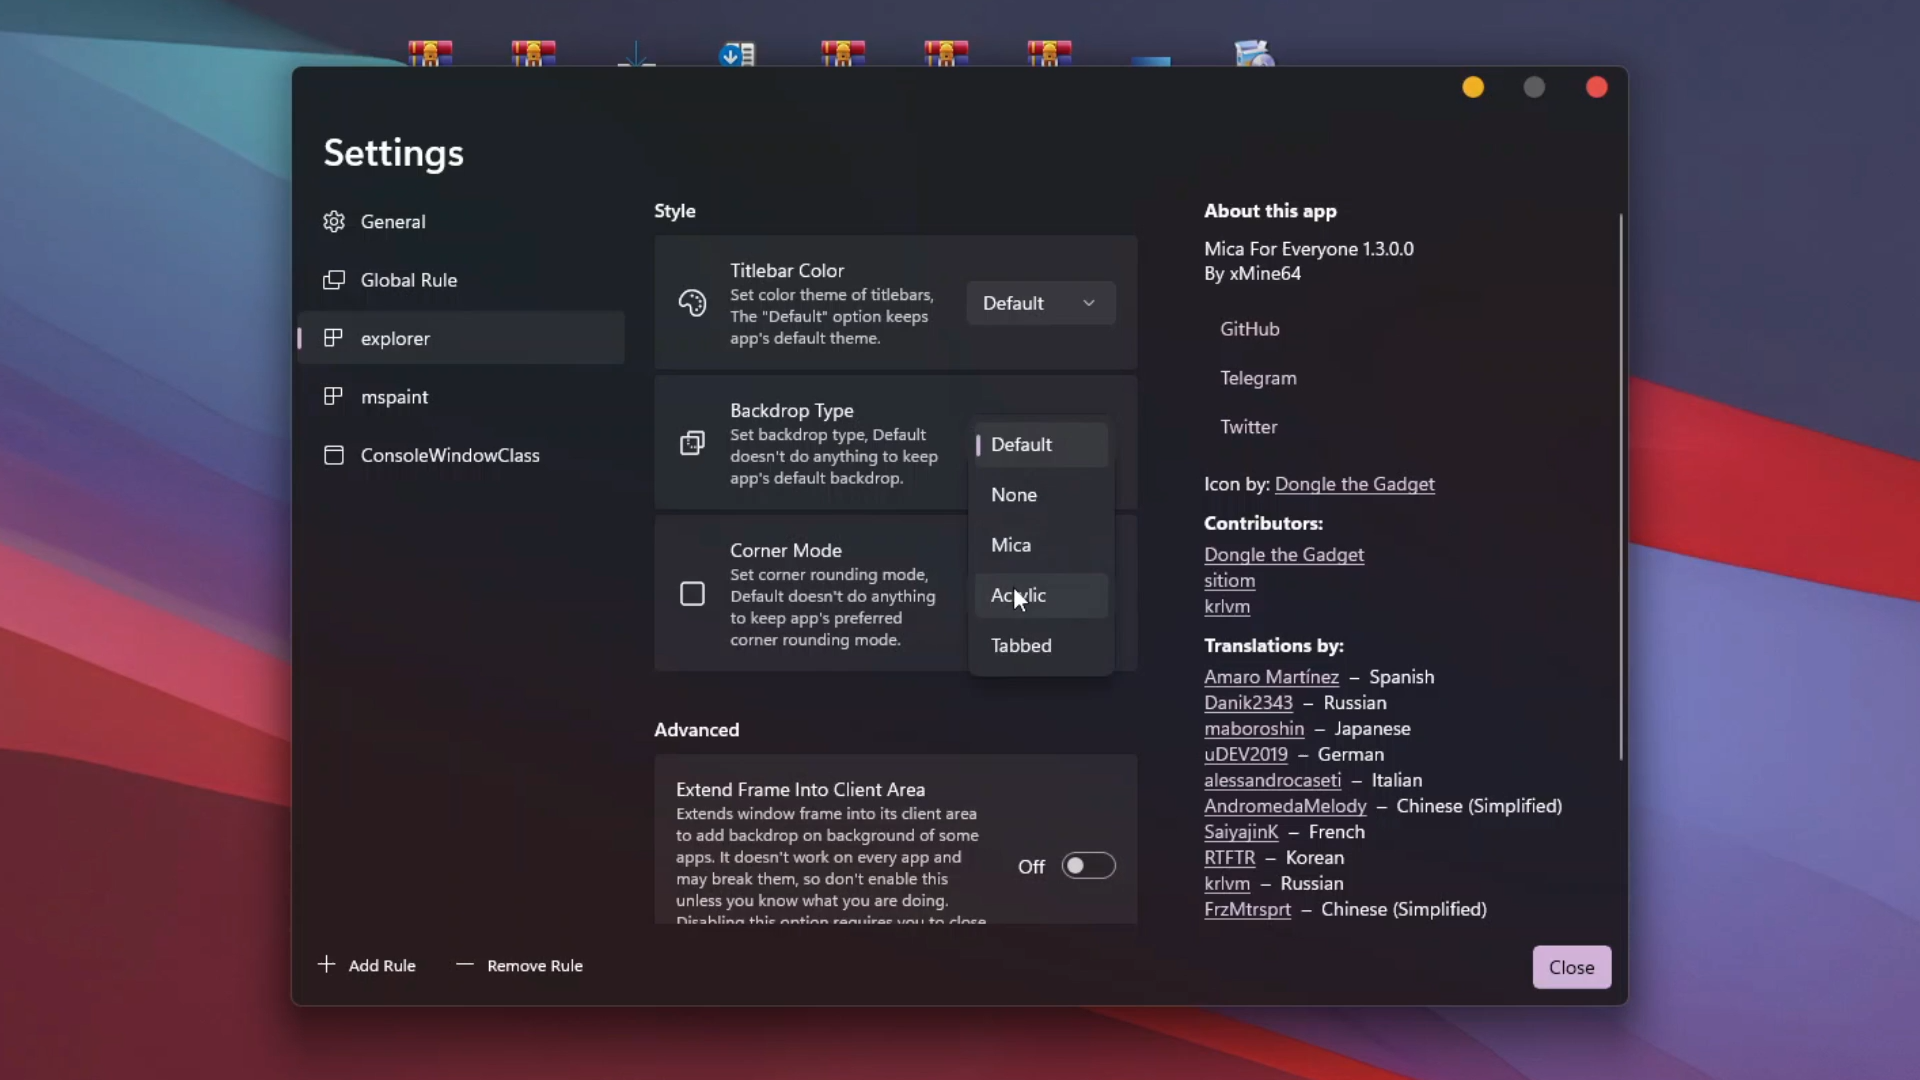 Settings
General
Global Rule
explorer
mspaint
ConsoleWindowClass
Add Rule
Remove Rule
Style
Titlebar Color
Set color theme of titlebars,
The "Default" option keeps
app's default theme.
Default
Backdrop Type
Set backdrop type, Default
doesn't do anything to keep
app's default backdrop.
Default
None
Mica
Acrylic
Tabbed
Corner Mode
Set corner rounding mode,
Default doesn't do anything
to keep app's preferred
corner rounding mode.
Advanced
Extend Frame Into Client Area
Extends window frame into its client area
to add backdrop on background of some
apps. It doesn't work on every app and
may break them, so don't enable this
unless you know what you are doing.
Disabling this option requires you to close
Off
About this app
Mica For Everyone 1.3.0.0
By xMine64
GitHub
Telegram
Twitter
Icon by: Dongle the Gadget
Contributors:
Dongle the Gadget
sitiom
krlvm
Translations by:
Amaro Martínez – Spanish
Danik2343 – Russian
maboroshin – Japanese
uDEV2019 – German
alessandrocaseti – Italian
AndromedaMelody – Chinese (Simplified)
SaiyajinK – French
RTFTR – Korean
krlvm – Russian
FrzMtrsprt – Chinese (Simplified)
Close